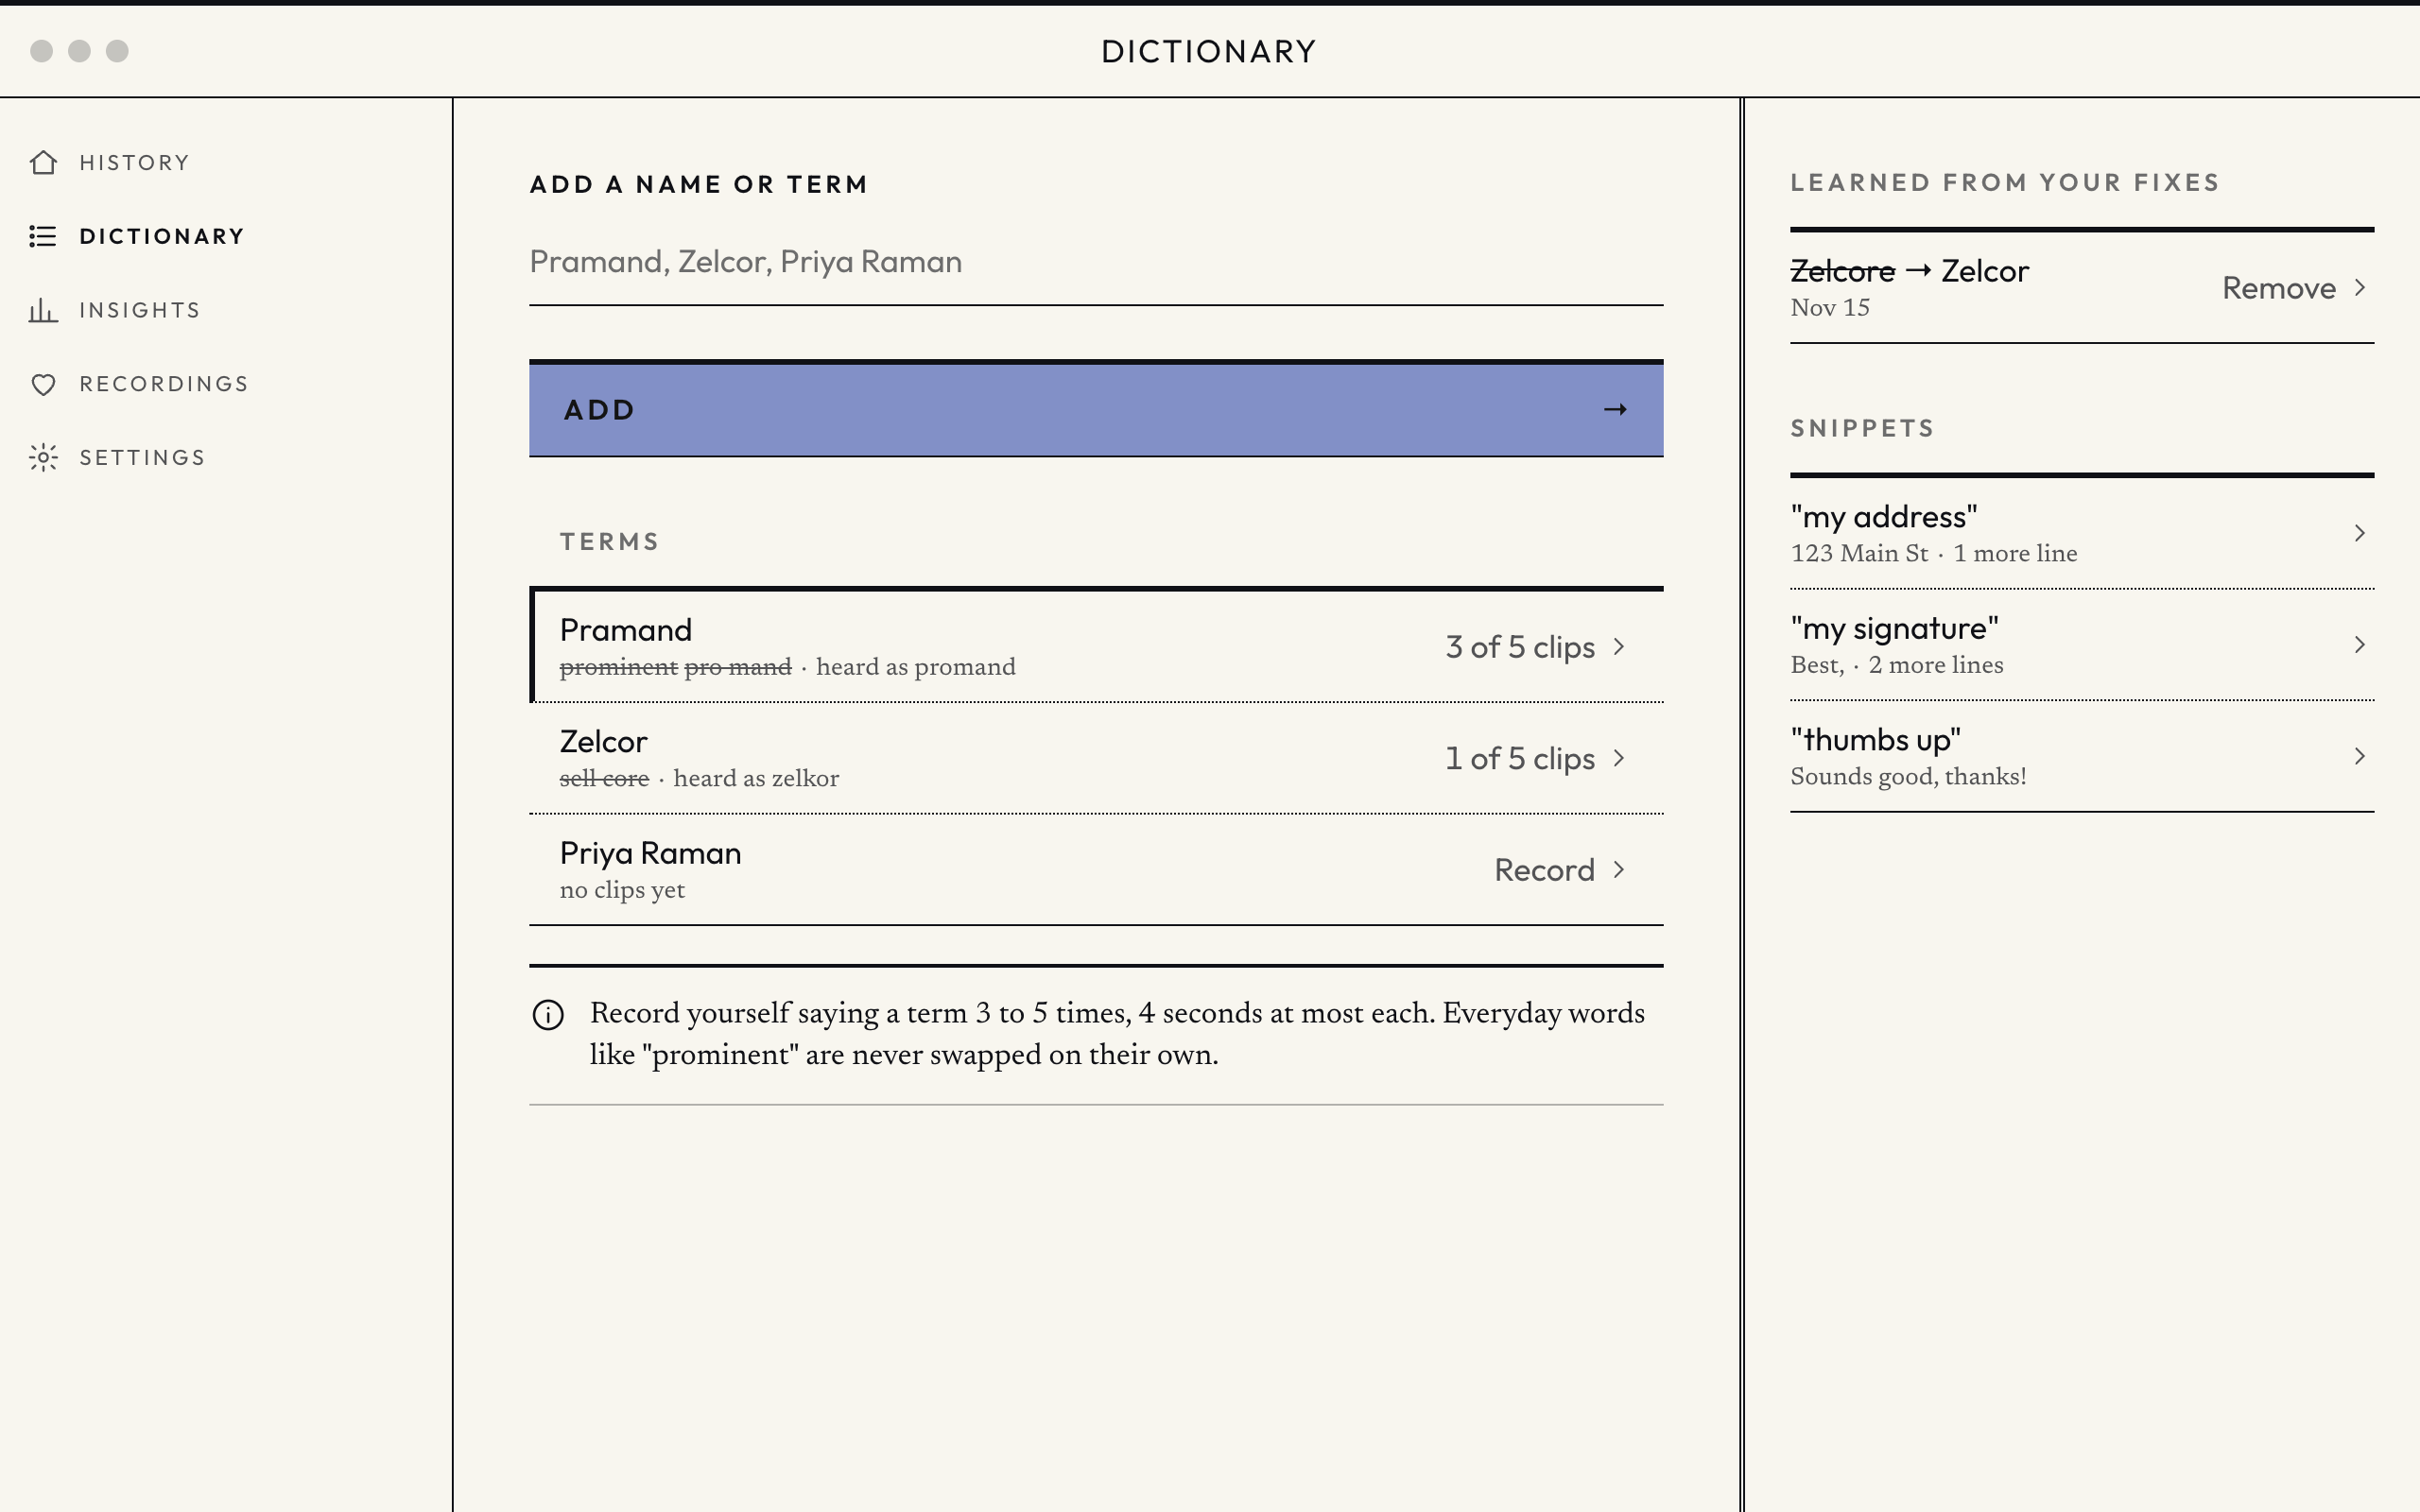 DICTIONARY
HISTORY
DICTIONARY
INSIGHTS
RECORDINGS
SETTINGS
ADD A NAME OR TERM
Pramand, Zelcor, Priya Raman
ADD →
TERMS
Pramand
prominent pro mand · heard as promand
3 of 5 clips
Zelcor
sell core · heard as zelkor
1 of 5 clips
Priya Raman
no clips yet
Record
Record yourself saying a term 3 to 5 times, 4 seconds at most each. Everyday words
like "prominent" are never swapped on their own.
LEARNED FROM YOUR FIXES
Zelcore → Zelcor
Nov 15
Remove
SNIPPETS
"my address"
123 Main St · 1 more line
"my signature"
Best, · 2 more lines
"thumbs up"
Sounds good, thanks!